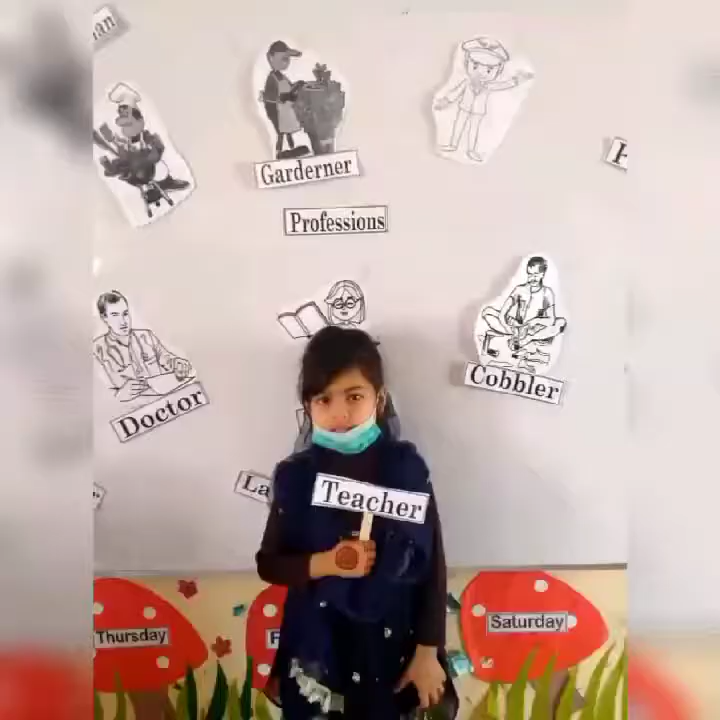 Garderner
Professions
Doctor
Cobbler
Teacher
Thursday
Saturday